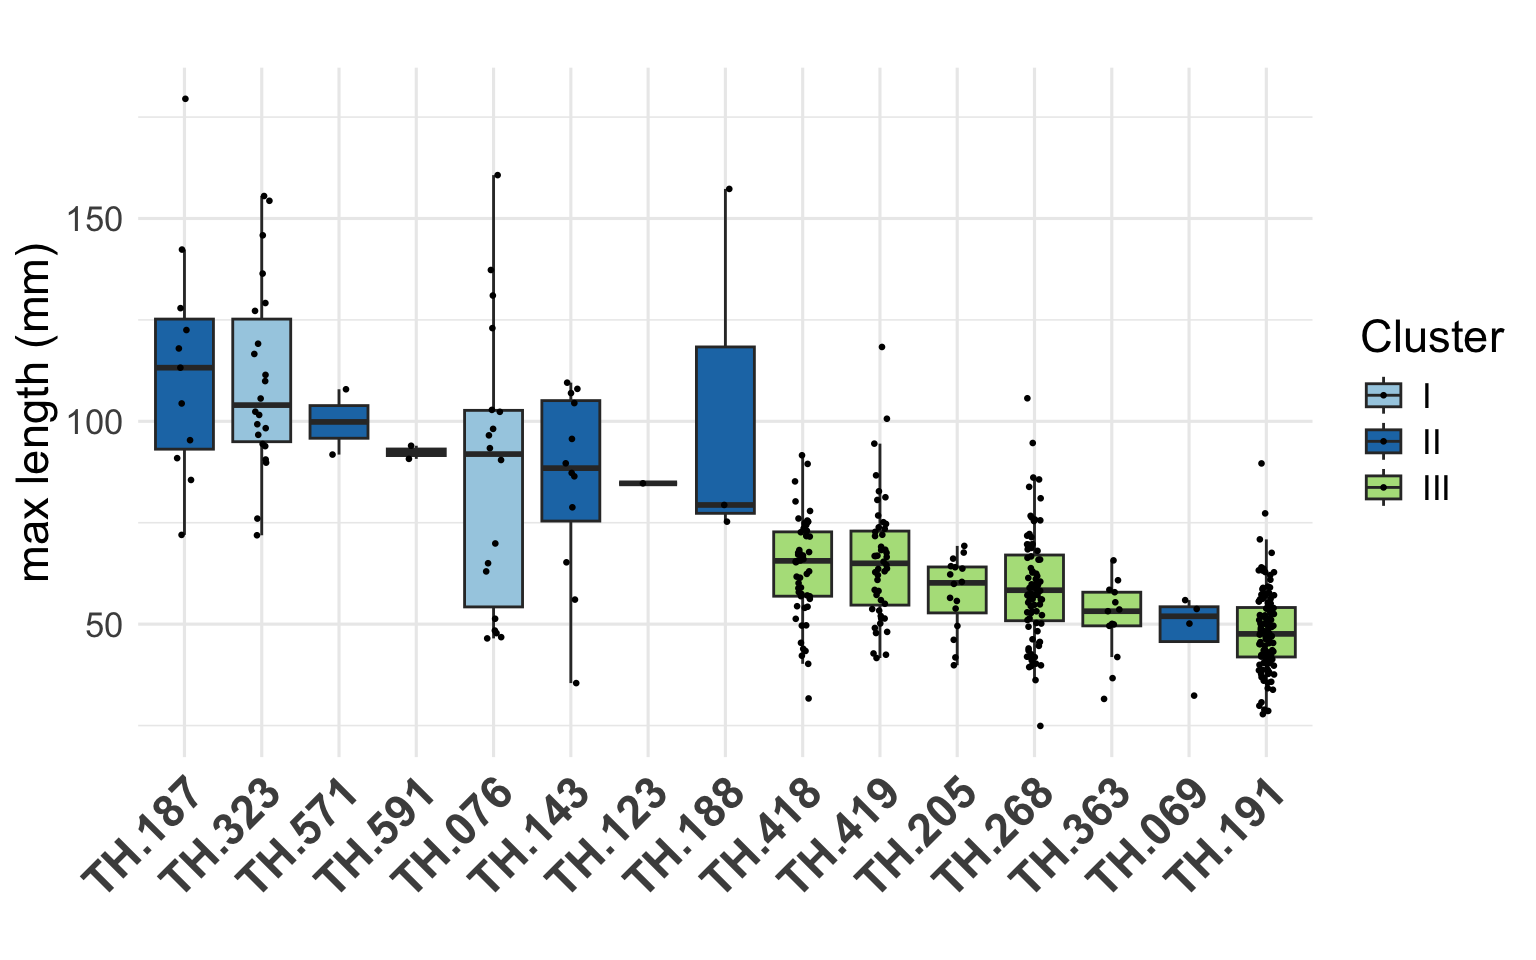 max length (mm)
150
100
50
TH.187
TH.323
TH.571
TH.591
TH.076
TH.143
TH.123
TH.188
TH.418
TH.419
TH.205
TH.268
TH.363
TH.069
TH.191
Cluster
I
II
III